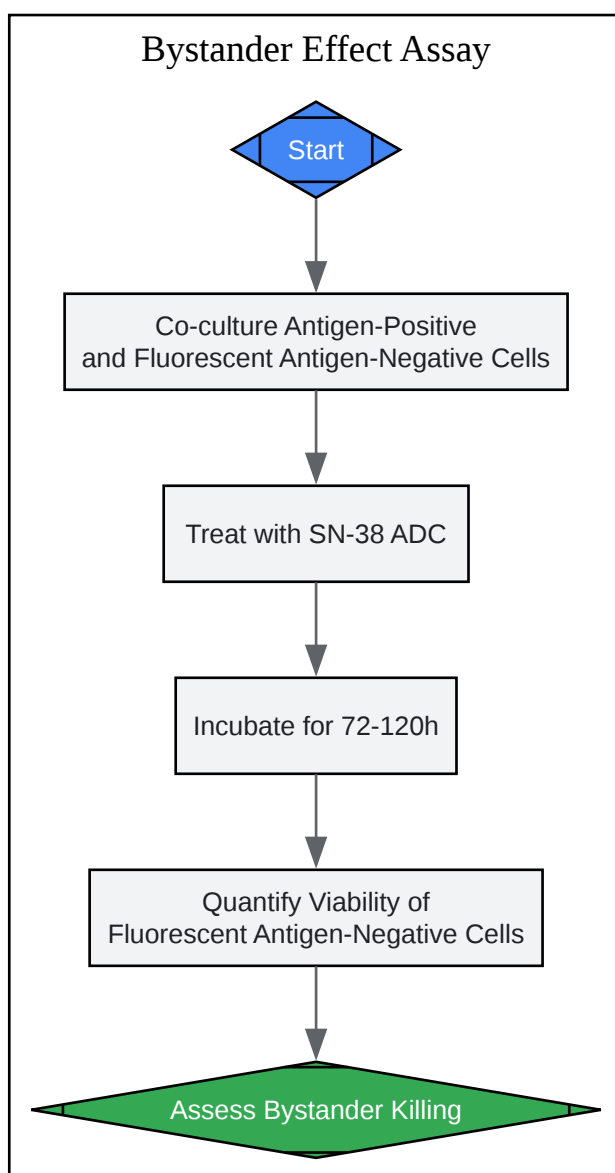 Bystander Effect Assay
Start
Co-culture Antigen-Positive
and Fluorescent Antigen-Negative Cells
Treat with SN-38 ADC
Incubate for 72-120h
Quantify Viability of
Fluorescent Antigen-Negative Cells
Assess Bystander Killing